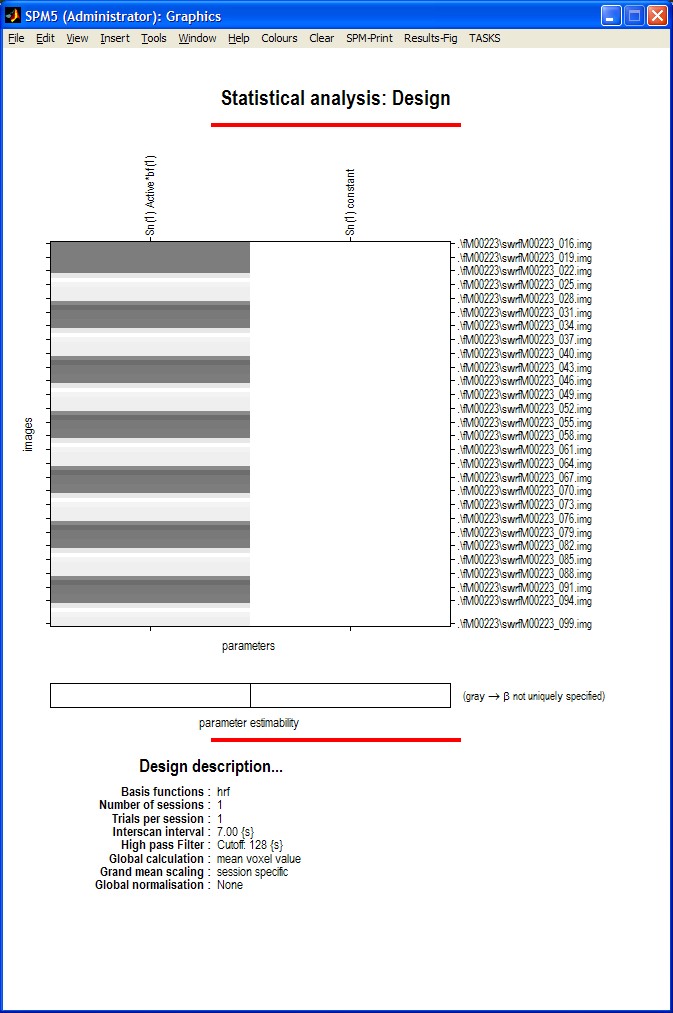 SPM5 (Administrator): Graphics
File Edit View Insert Tools Window Help Colours Clear SPM-Print Results-Fig TASKS
Statistical analysis: Design
Sn(1) Active*bf(1)
Sn(1) constant
.\fM00223\swrfM00223_016.img
.\fM00223\swrfM00223_019.img
.\fM00223\swrfM00223_022.img
.\fM00223\swrfM00223_025.img
.\fM00223\swrfM00223_028.img
.\fM00223\swrfM00223_031.img
.\fM00223\swrfM00223_034.img
.\fM00223\swrfM00223_037.img
.\fM00223\swrfM00223_040.img
.\fM00223\swrfM00223_043.img
.\fM00223\swrfM00223_046.img
.\fM00223\swrfM00223_049.img
.\fM00223\swrfM00223_052.img
.\fM00223\swrfM00223_055.img
.\fM00223\swrfM00223_058.img
.\fM00223\swrfM00223_061.img
.\fM00223\swrfM00223_064.img
.\fM00223\swrfM00223_067.img
.\fM00223\swrfM00223_070.img
.\fM00223\swrfM00223_073.img
.\fM00223\swrfM00223_076.img
.\fM00223\swrfM00223_079.img
.\fM00223\swrfM00223_082.img
.\fM00223\swrfM00223_085.img
.\fM00223\swrfM00223_088.img
.\fM00223\swrfM00223_091.img
.\fM00223\swrfM00223_094.img
.\fM00223\swrfM00223_099.img
images
parameters
(gray → β not uniquely specified)
parameter estimability
Design description...
Basis functions : hrf
Number of sessions : 1
Trials per session : 1
Interscan interval : 7.00 {s}
High pass Filter : Cutoff: 128 {s}
Global calculation : mean voxel value
Grand mean scaling : session specific
Global normalisation : None